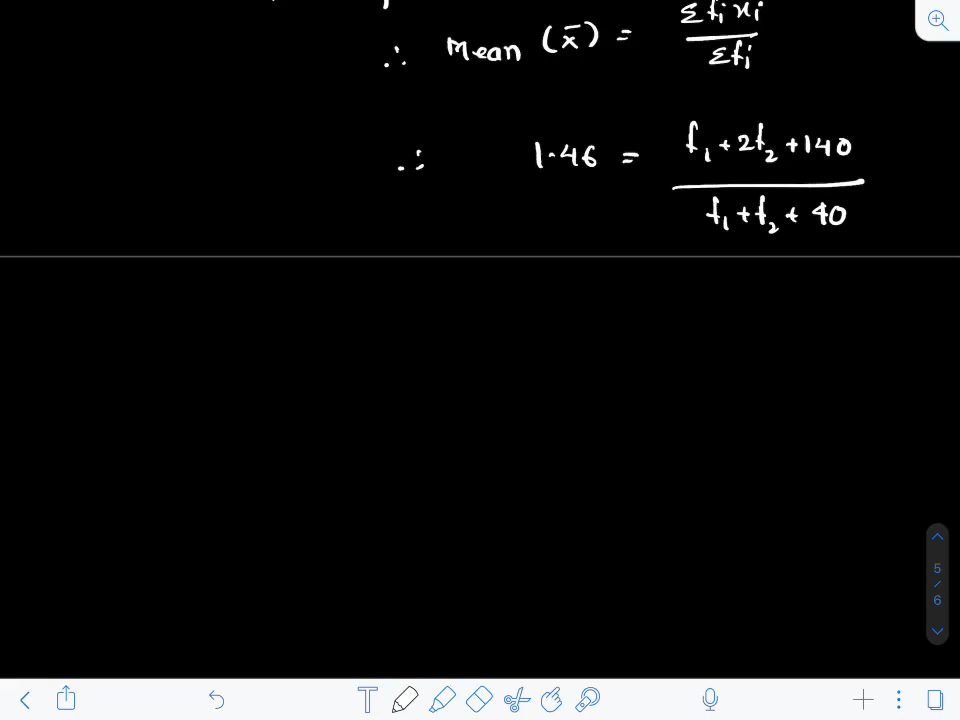 ∴ Mean (x̄) = Σfixi / Σfi
∴ 1.46 = f1+2f2+140 / f1+f2+40
5
/
6
T